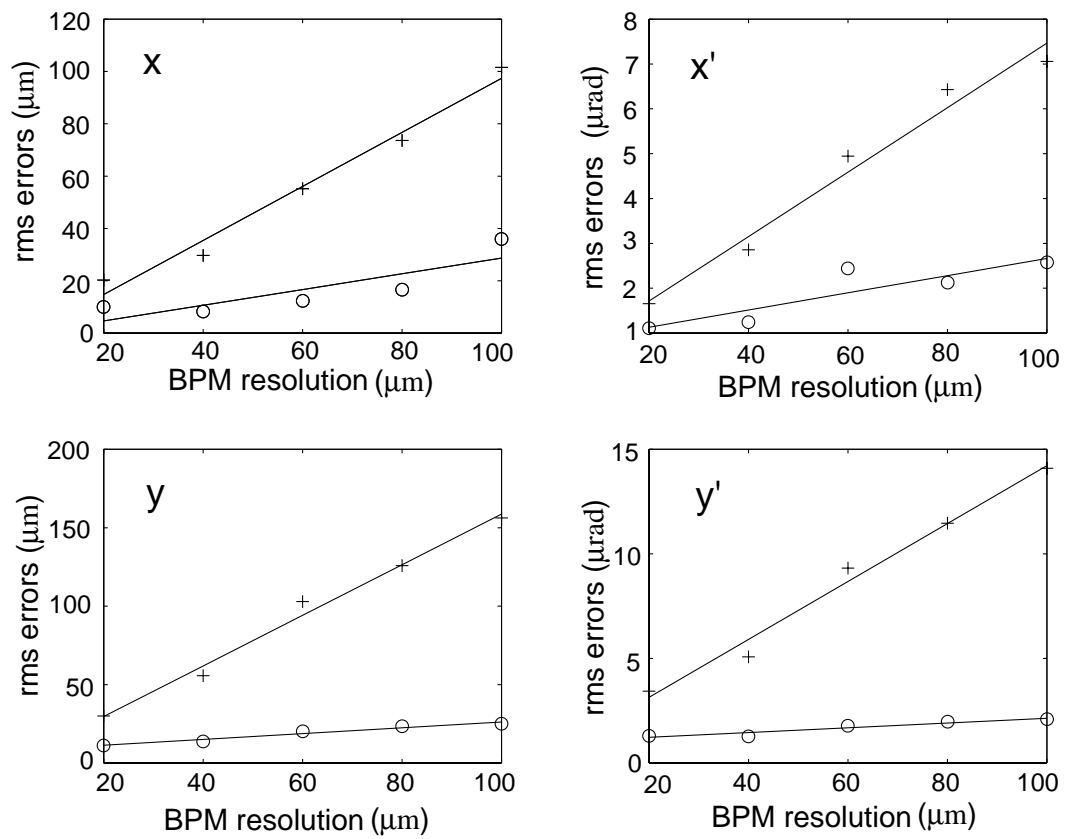 x
rms errors (μm)
120
100
80
60
40
20
0
20 40 60 80 100
BPM resolution (μm)
x'
rms errors (μrad)
8
7
6
5
4
3
2
1
20 40 60 80 100
BPM resolution (μm)
y
rms errors (μm)
200
150
100
50
0
20 40 60 80 100
BPM resolution (μm)
y'
rms errors (μrad)
15
10
5
0
20 40 60 80 100
BPM resolution (μm)